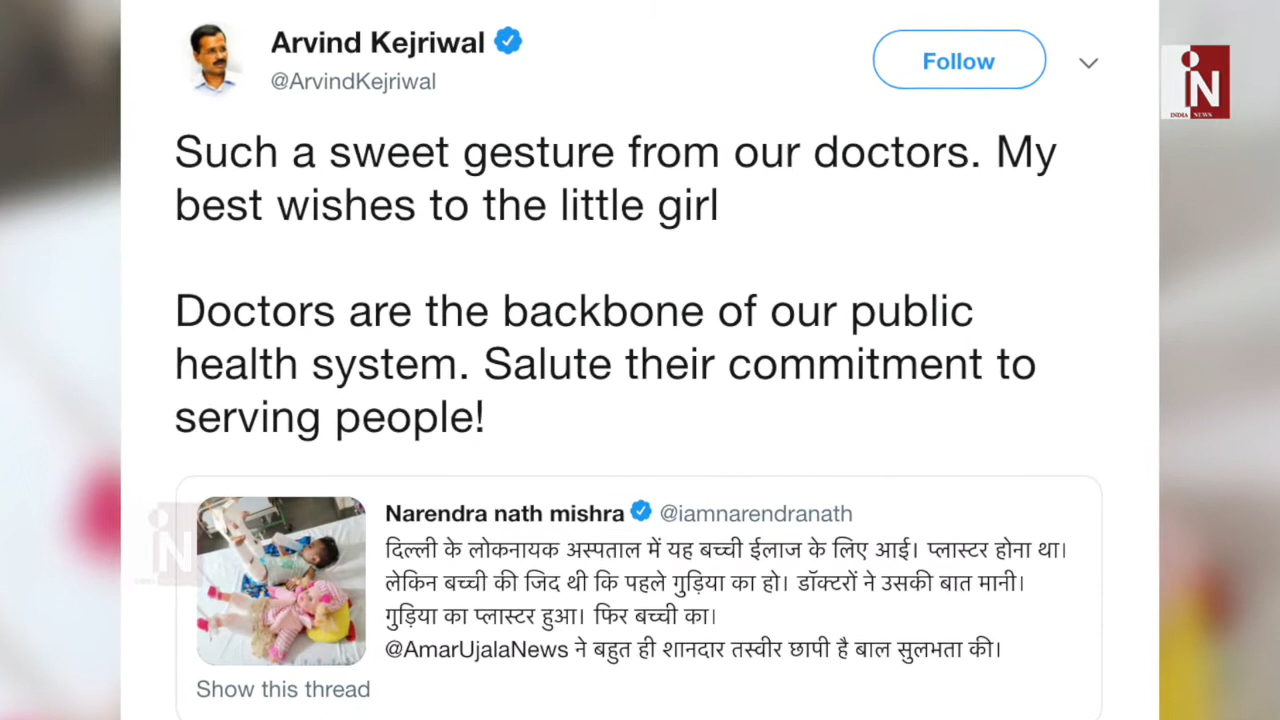 Arvind Kejriwal
@ArvindKejriwal
Follow
IN
INDIA NEWS
Such a sweet gesture from our doctors. My
best wishes to the little girl
Doctors are the backbone of our public
health system. Salute their commitment to
serving people!
Narendra nath mishra @iamnarendranath
दिल्ली के लोकनायक अस्पताल में यह बच्ची ईलाज के लिए आई। प्लास्टर होना था।
लेकिन बच्ची की जिद थी कि पहले गुड़िया का हो। डॉक्टरों ने उसकी बात मानी।
गुड़िया का प्लास्टर हुआ। फिर बच्ची का।
@AmarUjalaNews ने बहुत ही शानदार तस्वीर छापी है बाल सुलभता की।
Show this thread
iN